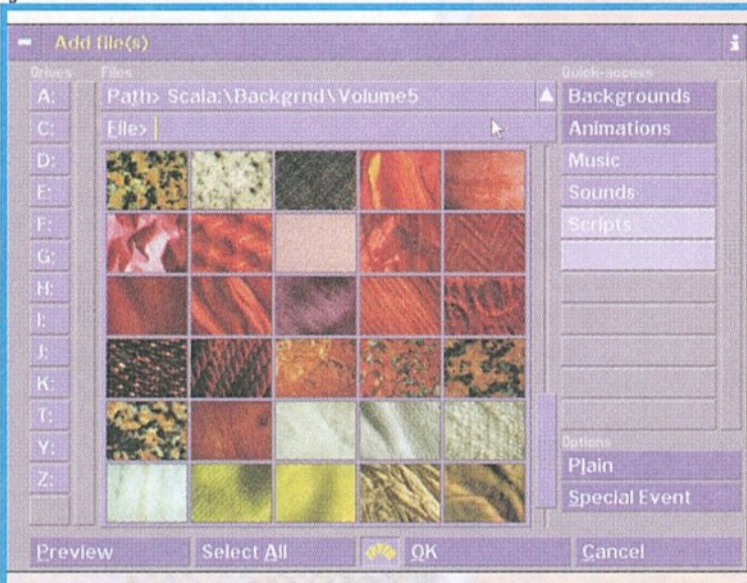 Add file(s)
Drives
Files
Quick-access
A:
Path> Scala:\Backgrnd\Volume5
Backgrounds
C:
File>
Animations
D:
Music
E:
Sounds
F:
Scripts
G:
H:
I:
J:
K:
T:
Y:
Options
Z:
Plain
Special Event
Preview
Select All
OK
Cancel